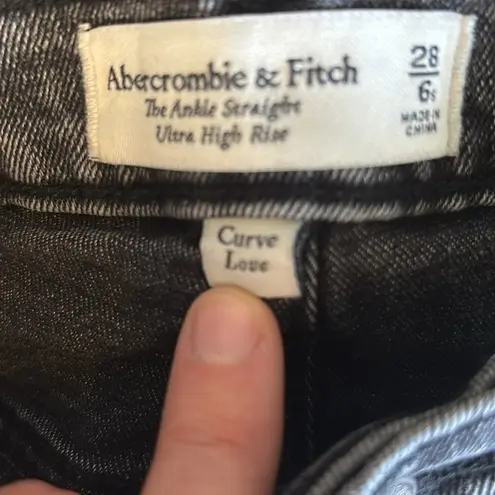 Abercrombie & Fitch
The Ankle Straight
Ultra High Rise
28
6s
MADE IN
CHINA
Curve
Love